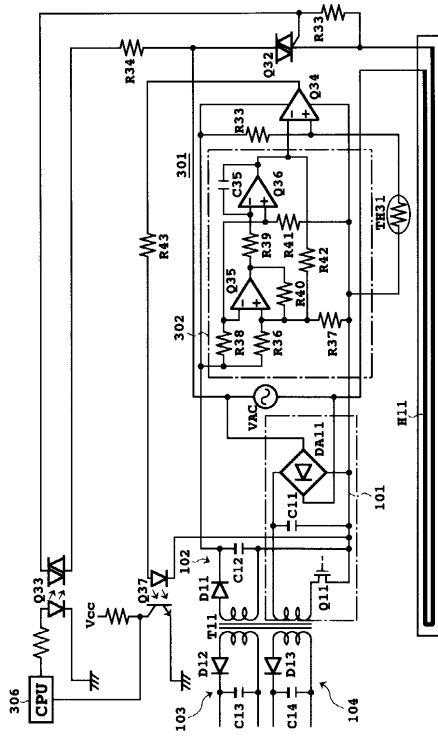 306
CPU
Q33
R34
Q32
R33
Vcc
Q37
R43
301
302
R38
R36
Q35
R40
R37
R39
C35
Q36
R41
R42
R33
Q34
TH31
VAC
DA11
C11
101
102
D11
C12
T11
Q11
D12
D13
103
C13
C14
104
H11